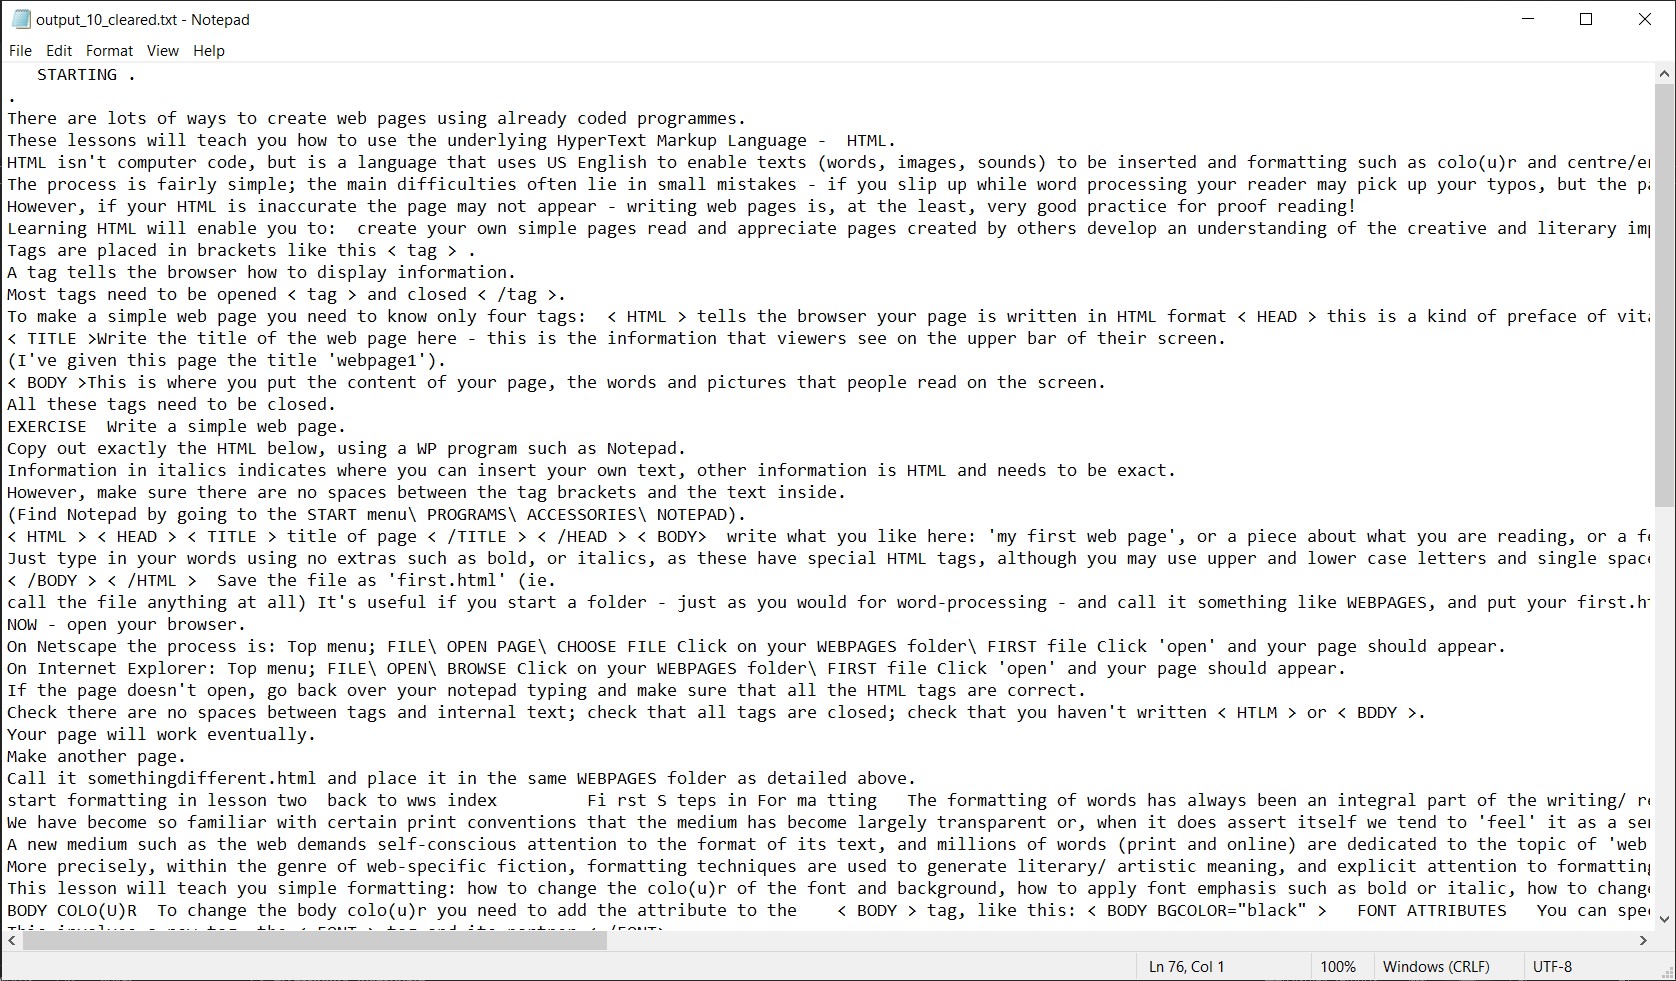 output_10_cleared.txt - Notepad
File Edit Format View Help
STARTING .
.
There are lots of ways to create web pages using already coded programmes.
These lessons will teach you how to use the underlying HyperText Markup Language -  HTML.
HTML isn't computer code, but is a language that uses US English to enable texts (words, images, sounds) to be inserted and formatting such as colo(u)r and centre/
The process is fairly simple; the main difficulties often lie in small mistakes - if you slip up while word processing your reader may pick up your typos, but the
However, if your HTML is inaccurate the page may not appear - writing web pages is, at the least, very good practice for proof reading!
Learning HTML will enable you to:  create your own simple pages read and appreciate pages created by others develop an understanding of the creative and literary
Tags are placed in brackets like this < tag > .
A tag tells the browser how to display information.
Most tags need to be opened < tag > and closed < /tag >.
To make a simple web page you need to know only four tags:  < HTML > tells the browser your page is written in HTML format < HEAD > this is a kind of preface of
< TITLE >Write the title of the web page here - this is the information that viewers see on the upper bar of their screen.
(I've given this page the title 'webpage1').
< BODY >This is where you put the content of your page, the words and pictures that people read on the screen.
All these tags need to be closed.
EXERCISE  Write a simple web page.
Copy out exactly the HTML below, using a WP program such as Notepad.
Information in italics indicates where you can insert your own text, other information is HTML and needs to be exact.
However, make sure there are no spaces between the tag brackets and the text inside.
(Find Notepad by going to the START menu\ PROGRAMS\ ACCESSORIES\ NOTEPAD).
< HTML > < HEAD > < TITLE > title of page < /TITLE > < /HEAD > < BODY>  write what you like here: 'my first web page', or a piece about what you are reading, or a
Just type in your words using no extras such as bold, or italics, as these have special HTML tags, although you may use upper and lower case letters and single
< /BODY > < /HTML >  Save the file as 'first.html' (ie.
call the file anything at all) It's useful if you start a folder - just as you would for word-processing - and call it something like WEBPAGES, and put your
NOW - open your browser.
On Netscape the process is: Top menu; FILE\ OPEN PAGE\ CHOOSE FILE Click on your WEBPAGES folder\ FIRST file Click 'open' and your page should appear.
On Internet Explorer: Top menu; FILE\ OPEN\ BROWSE Click on your WEBPAGES folder\ FIRST file Click 'open' and your page should appear.
If the page doesn't open, go back over your notepad typing and make sure that all the HTML tags are correct.
Check there are no spaces between tags and internal text; check that all tags are closed; check that you haven't written < HTLM > or < BDDY >.
Your page will work eventually.
Make another page.
Call it somethingdifferent.html and place it in the same WEBPAGES folder as detailed above.
start formatting in lesson two  back to wws index         Fi rst S teps in For ma tting   The formatting of words has always been an integral part of the writing/
We have become so familiar with certain print conventions that the medium has become largely transparent or, when it does assert itself we tend to 'feel' it as a
A new medium such as the web demands self-conscious attention to the format of its text, and millions of words (print and online) are dedicated to the topic of 'web
More precisely, within the genre of web-specific fiction, formatting techniques are used to generate literary/ artistic meaning, and explicit attention to formatting
This lesson will teach you simple formatting: how to change the colo(u)r of the font and background, how to apply font emphasis such as bold or italic, how to
BODY COLO(U)R  To change the body colo(u)r you need to add the attribute to the    < BODY > tag, like this: < BODY BGCOLOR="black" >   FONT ATTRIBUTES   You can
Ln 76, Col 1 100% Windows (CRLF) UTF-8